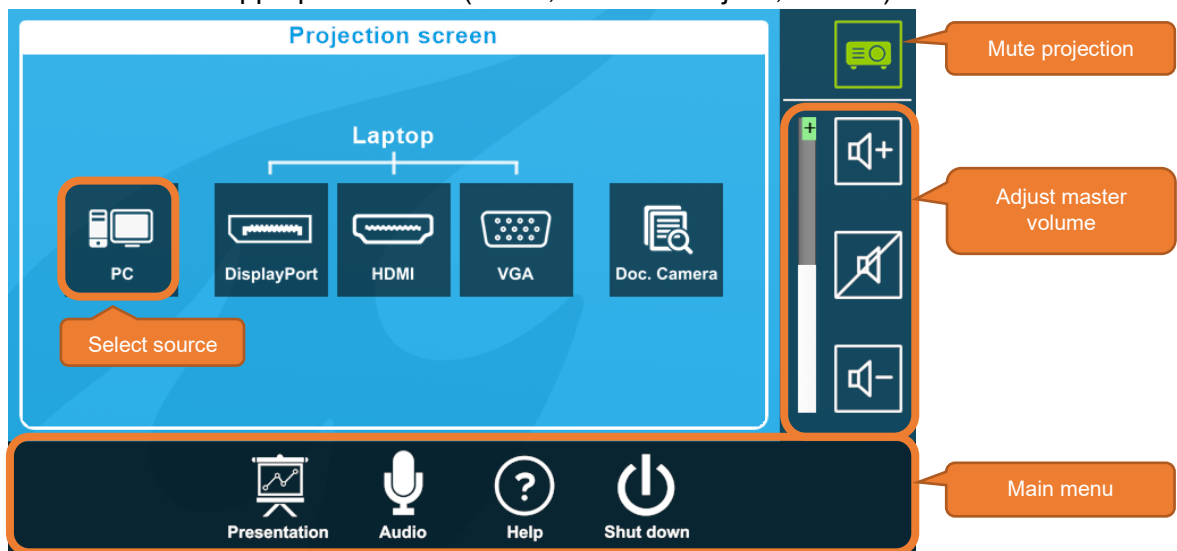 Projection screen
Mute projection
Laptop
+
Adjust master
volume
PC
DisplayPort
HDMI
VGA
Doc. Camera
Select source
Main menu
Presentation
Audio
Help
Shut down